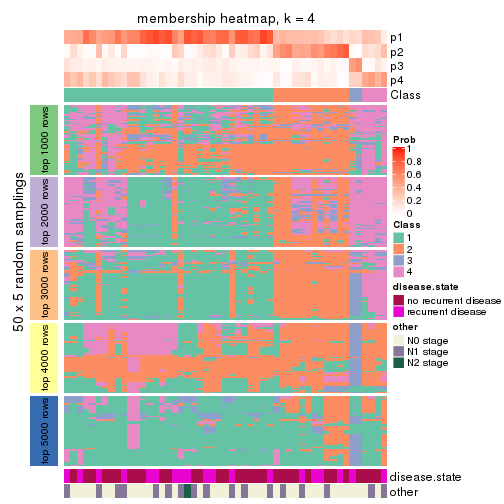 membership heatmap, k = 4
p1
p2
p3
p4
Class
50 x 5 random samplings
top 1000 rows
top 2000 rows
top 3000 rows
top 4000 rows
top 5000 rows
disease.state
other
Prob
1
0.8
0.6
0.4
0.2
0
Class
1
2
3
4
disease.state
no recurrent disease
recurrent disease
other
N0 stage
N1 stage
N2 stage